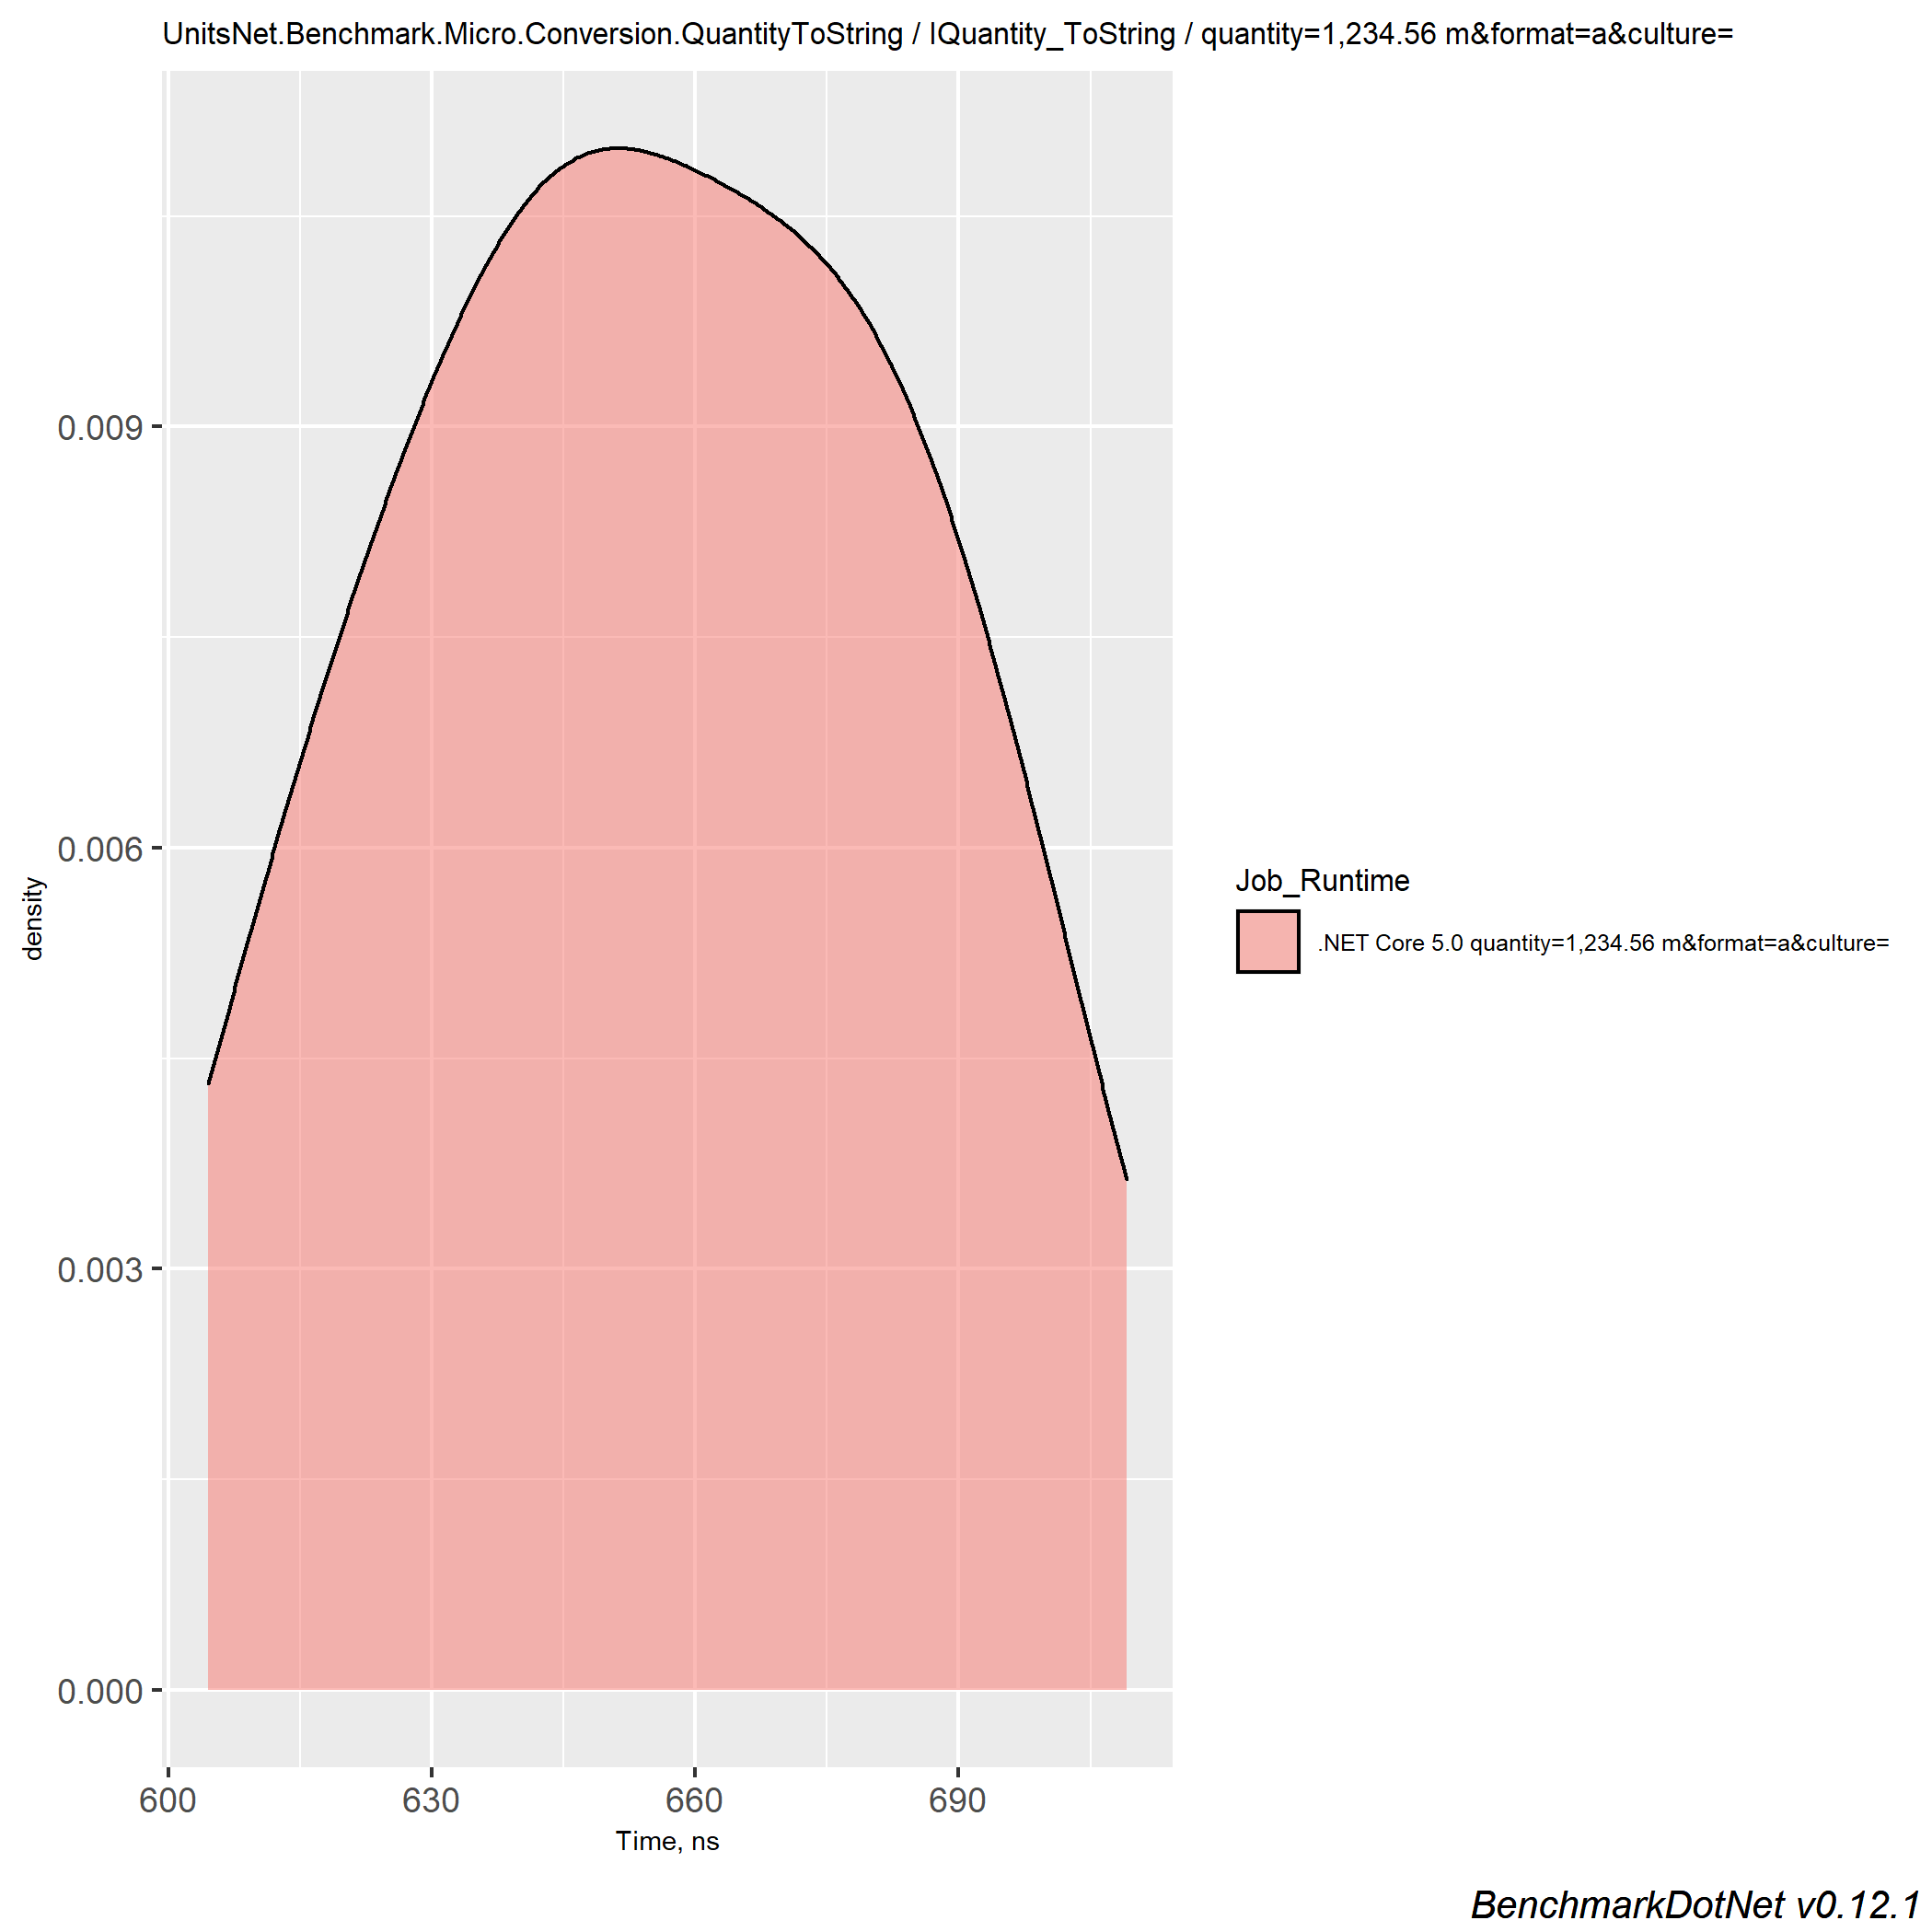 UnitsNet.Benchmark.Micro.Conversion.QuantityToString / IQuantity_ToString / quantity=1,234.56 m&format=a&culture=
0.009
0.006
0.003
0.000
density
600 630 660 690
Time, ns
Job_Runtime
.NET Core 5.0 quantity=1,234.56 m&format=a&culture=
BenchmarkDotNet v0.12.1